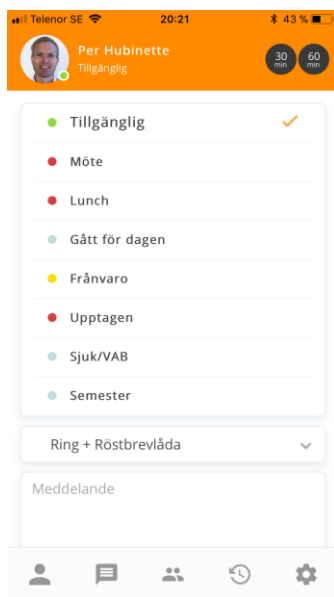 Telenor SE 20:21 43 %
Per Hubinette
Tillgänglig
30 min
60 min
Tillgänglig
Möte
Lunch
Gått för dagen
Frånvaro
Upptagen
Sjuk/VAB
Semester
Ring + Röstbrevlåda
Meddelande